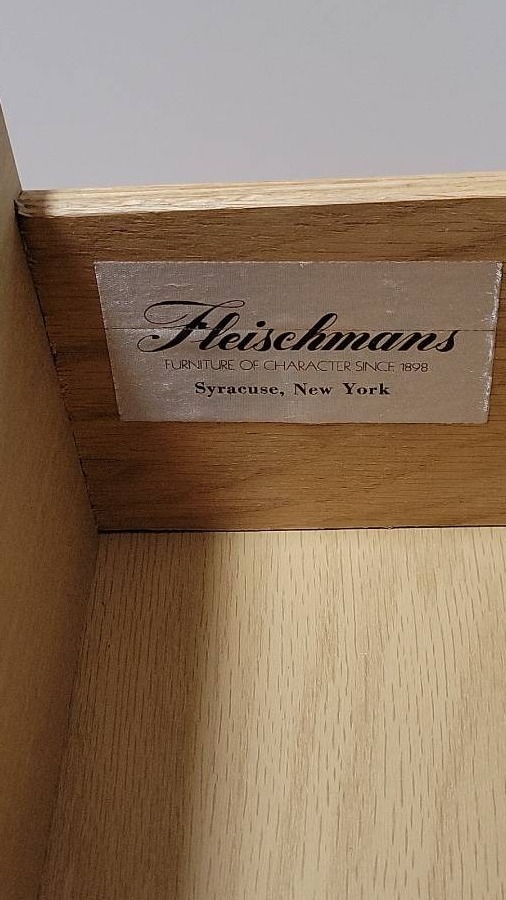 Fleischmans
FURNITURE OF CHARACTER SINCE 1898
Syracuse, New York